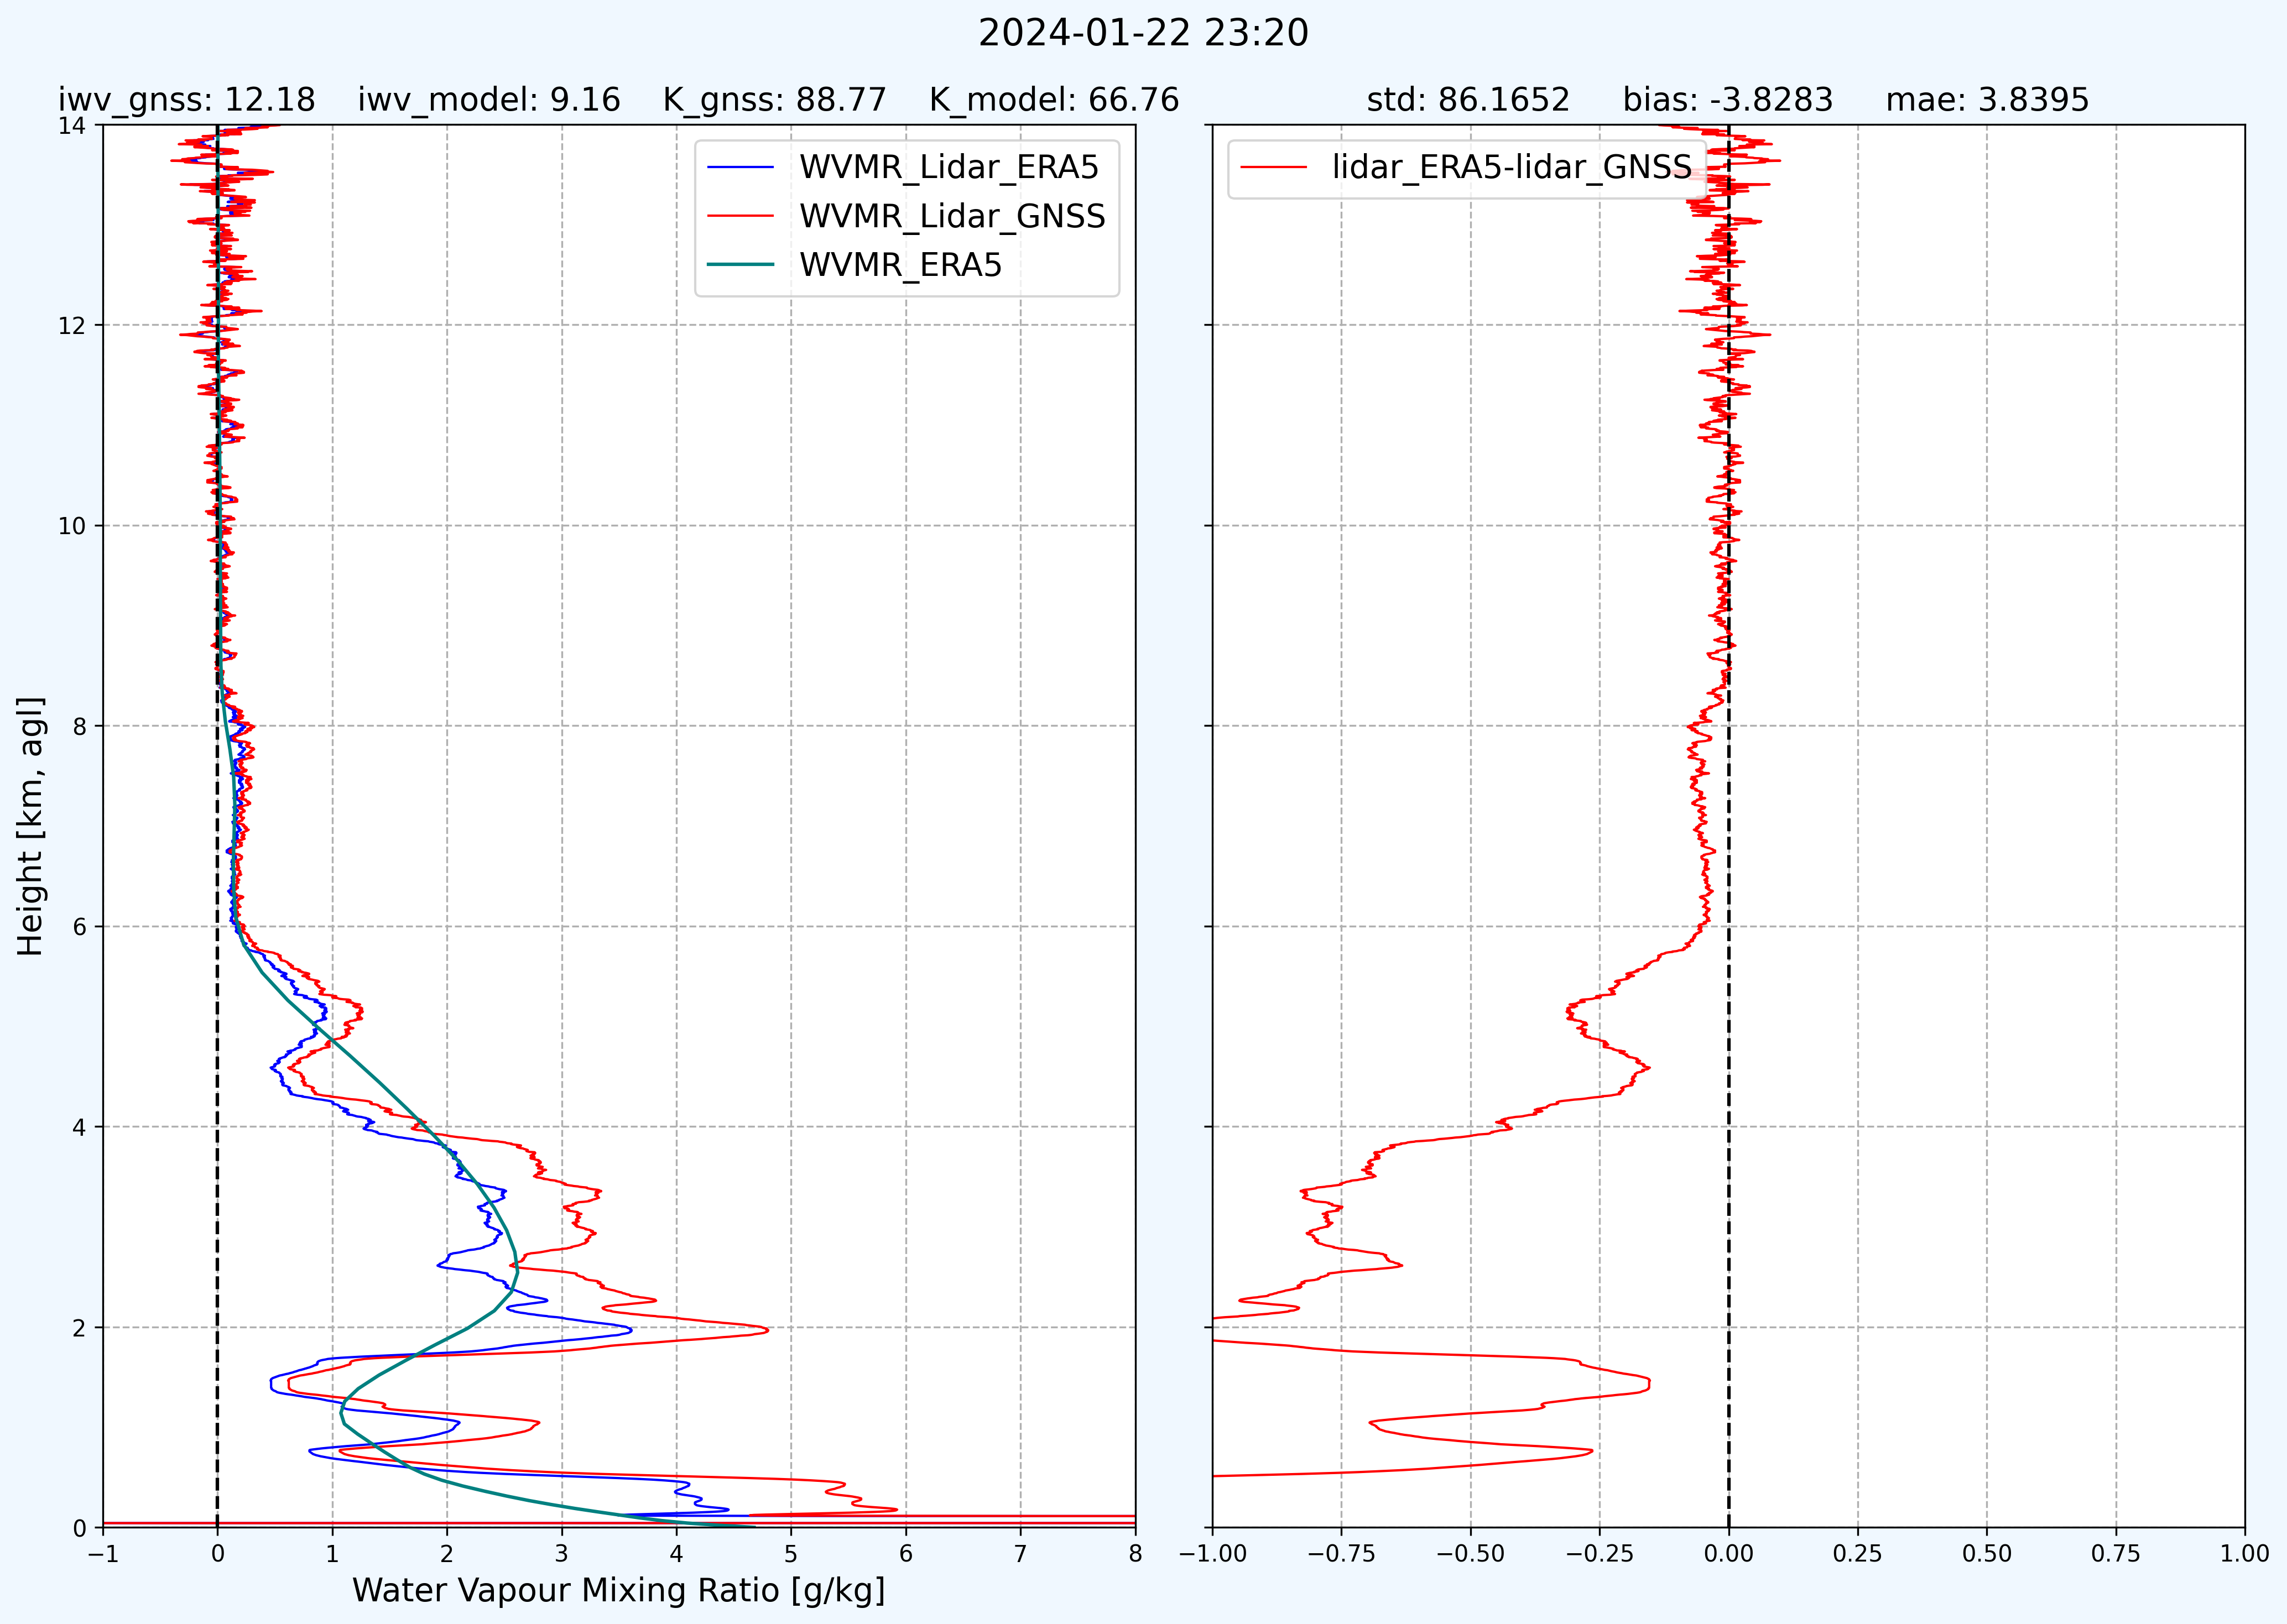 2024-01-22 23:20
iwv_gnss: 12.18 iwv_model: 9.16 K_gnss: 88.77 K_model: 66.76
std: 86.1652 bias: -3.8283 mae: 3.8395
WVMR_Lidar_ERA5
WVMR_Lidar_GNSS
WVMR_ERA5
lidar_ERA5-lidar_GNSS
Height [km, agl]
14
12
10
8
6
4
2
0
−1 0 1 2 3 4 5 6 7 8
−1.00 −0.75 −0.50 −0.25 0.00 0.25 0.50 0.75 1.00
Water Vapour Mixing Ratio [g/kg]